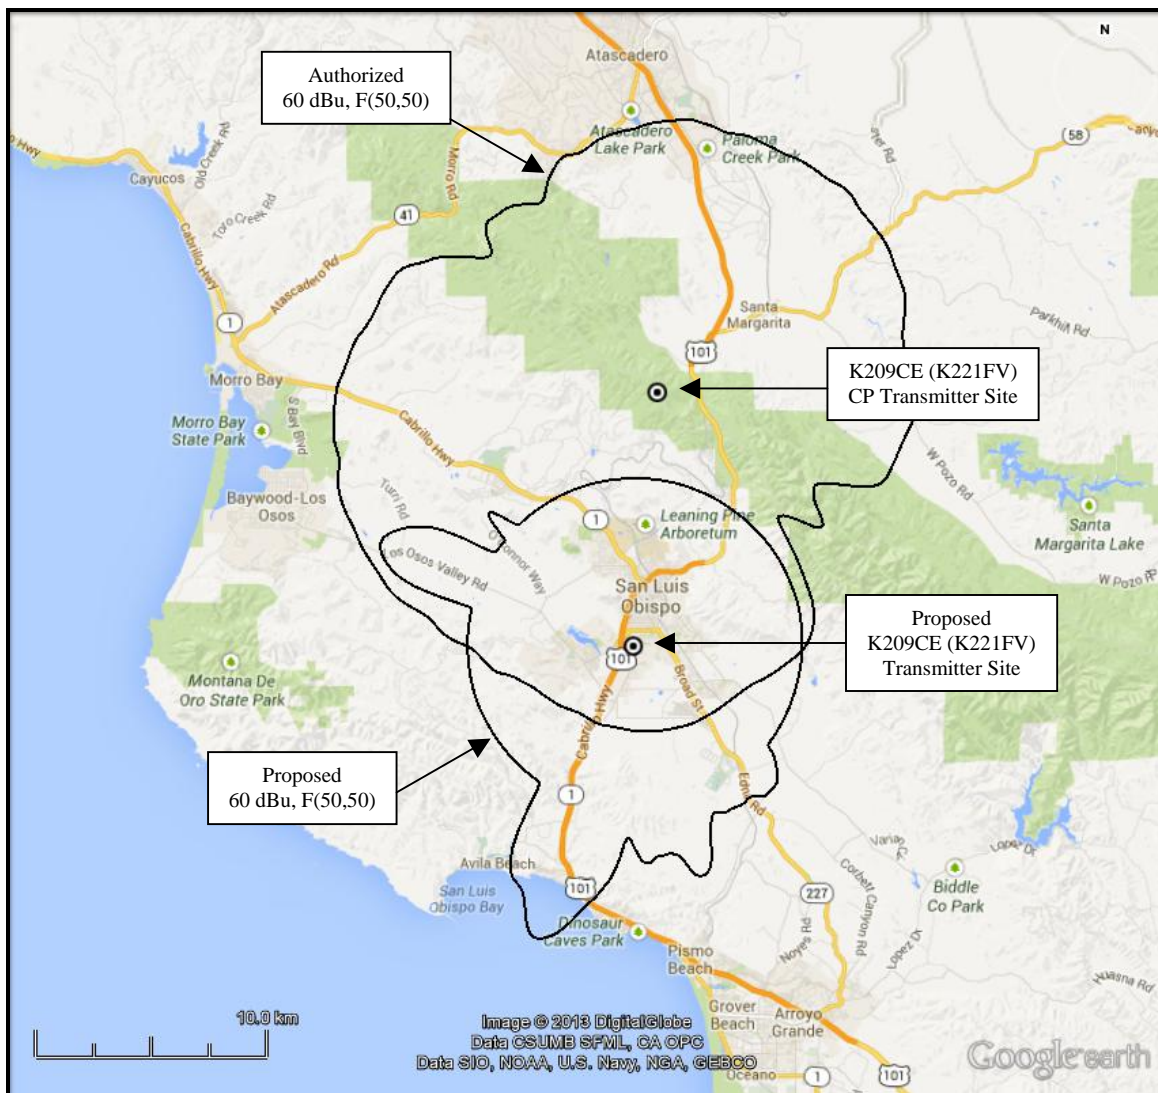 N
Atascadero
Authorized
60 dBu, F(50,50)
Atascadero
Lake Park
Paloma
Creek Park
58
Hwy
Old Creek Rd
Cayucos
Morro Rd
Toro Creek Rd
41
Cabrillo Hwy
Atascadero Rd
Santa
Margarita
Parkhill Rd
1
101
K209CE (K221FV)
CP Transmitter Site
Morro Bay
S Bay Blvd
Morro Bay
State Park
Cabrillo Hwy
W Pozo Rd
Baywood-Los
Osos
Turri Rd
1
Leaning Pine
Arboretum
Santa
Margarita Lake
O'Connor Way
Los Osos Valley Rd
W Pozo Rd
San Luis
Obispo
Proposed
K209CE (K221FV)
Transmitter Site
101
Montana De
Oro State Park
Broad St
Cabrillo Hwy
Proposed
60 dBu, F(50,50)
1
Edna Rd
Lopez Dr
Avila Beach
Corbett Canyon Rd
Biddle
Co Park
101
227
San Luis
Obispo Bay
Dinosaur
Caves Park
Noyes Rd
Lopez Dr
Pismo
Beach
Huasna Rd
Grover
Beach
Arroyo
Grande
10.0 km
Image © 2013 DigitalGlobe
Data CSUMB SFML, CA OPC
Data SIO, NOAA, U.S. Navy, NGA, GEBCO
Oceano
1
101
Google earth